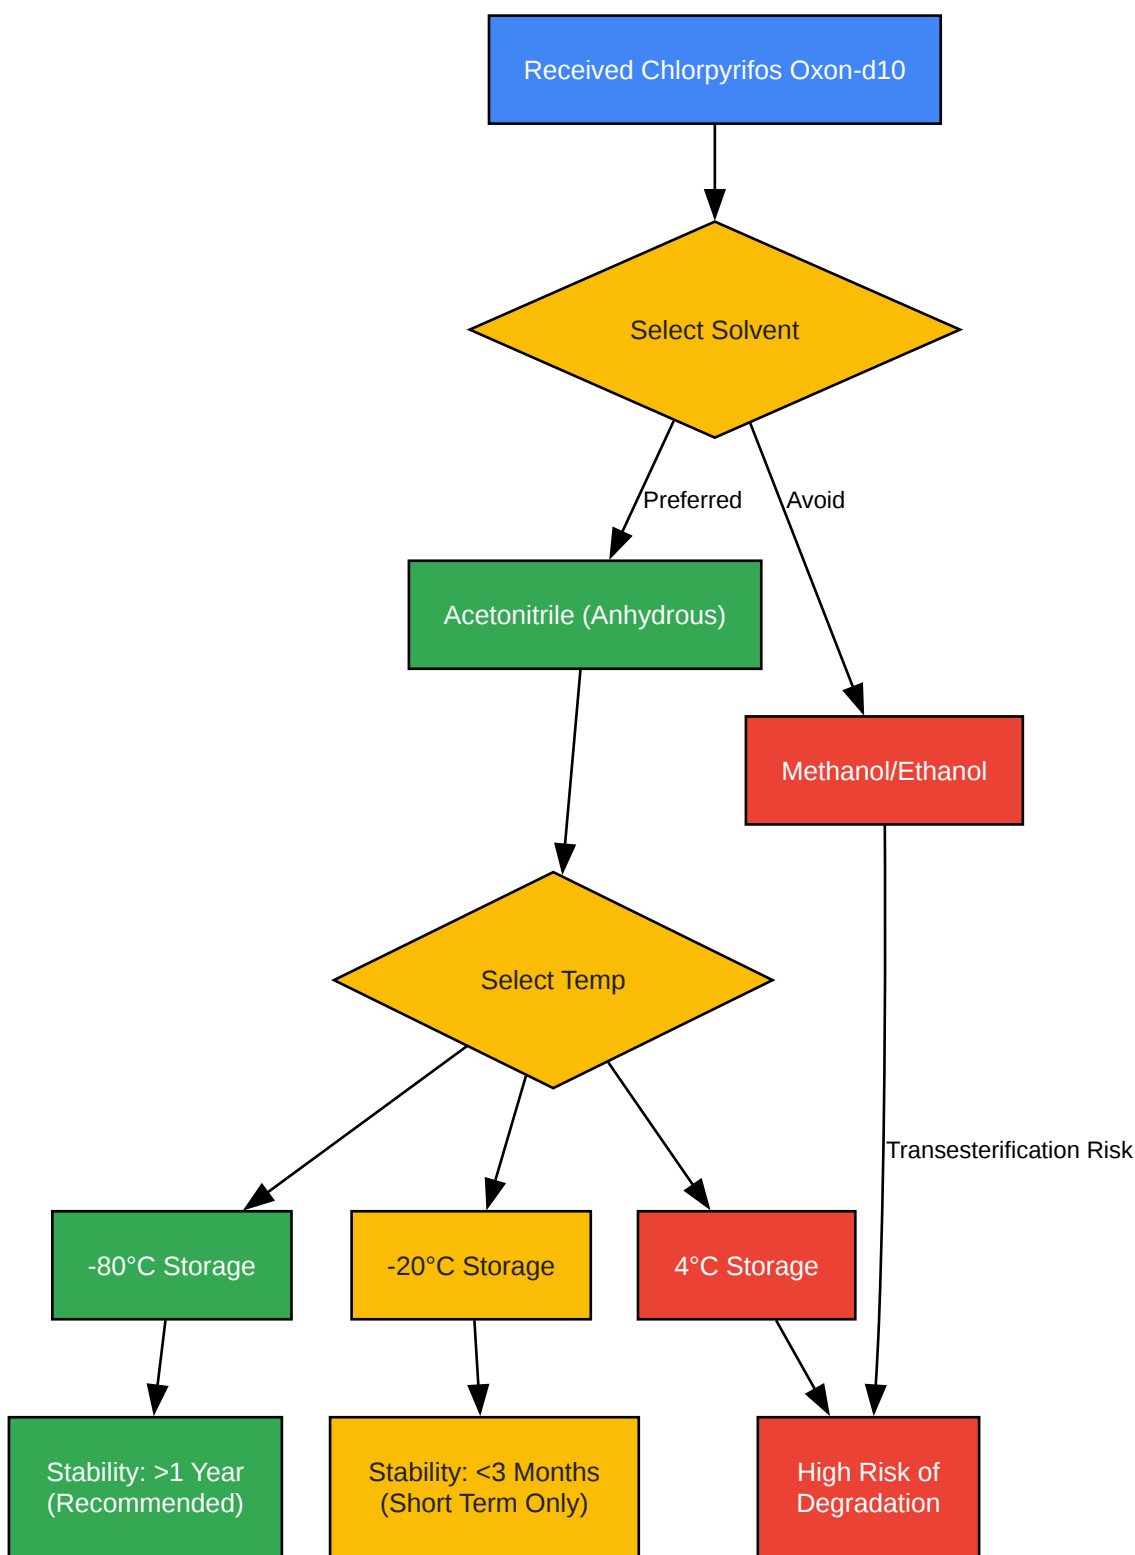 Received Chlorpyrifos Oxon-d10
Select Solvent
Preferred
Avoid
Acetonitrile (Anhydrous)
Methanol/Ethanol
Select Temp
Transesterification Risk
-80°C Storage
-20°C Storage
4°C Storage
Stability: >1 Year
(Recommended)
Stability: <3 Months
(Short Term Only)
High Risk of
Degradation